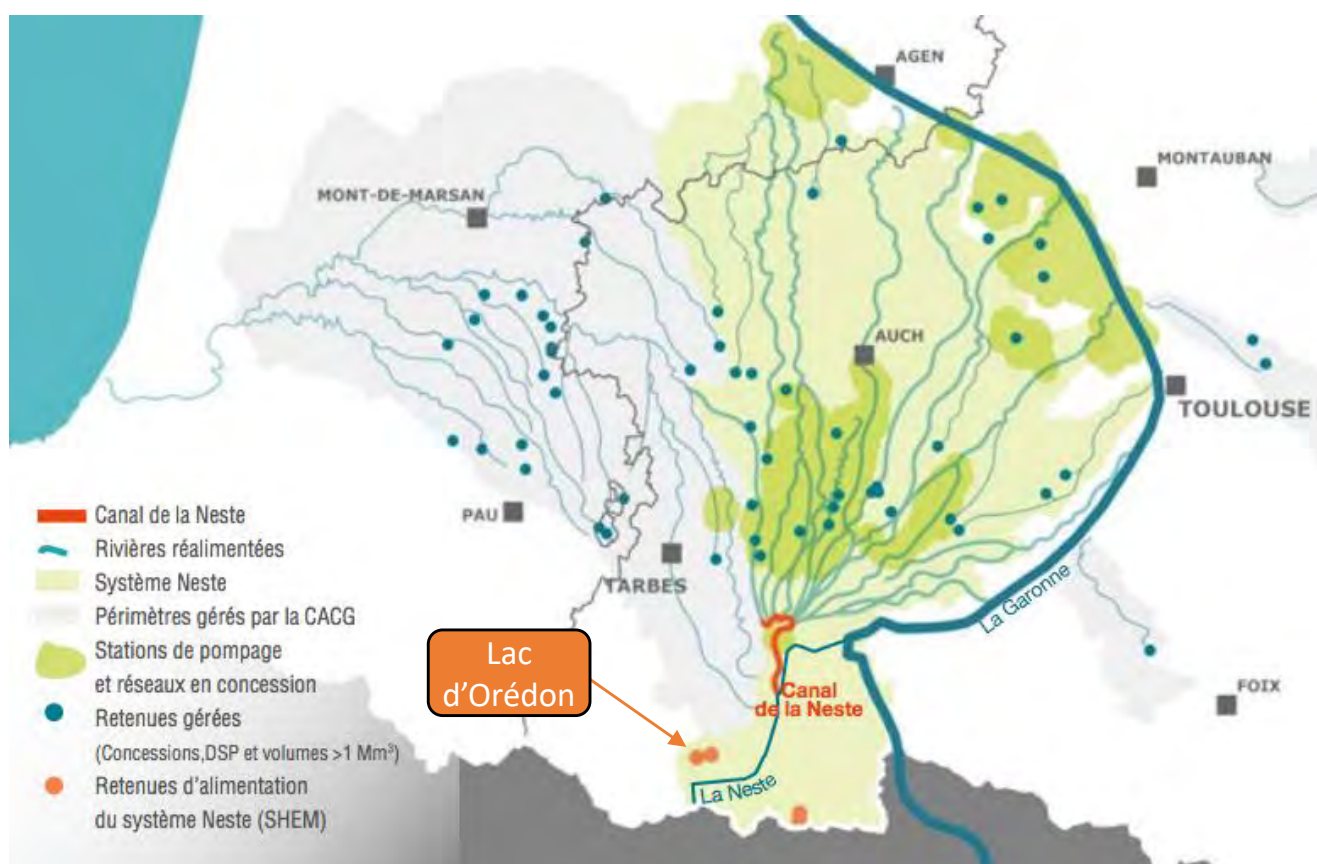 AGEN
MONTAUBAN
MONT-DE-MARSAN
AUCH
TOULOUSE
PAU
TARBES
La Garonne
FOIX
Lac
d'Orédon
Canal
de la Neste
La Neste
Canal de la Neste
Rivières réalimentées
Système Neste
Périmètres gérés par la CACG
Stations de pompage
et réseaux en concession
Retenues gérées
(Concessions,DSP et volumes >1 Mm³)
Retenues d'alimentation
du système Neste (SHEM)